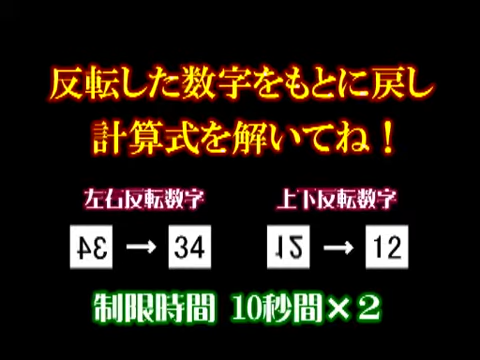 反転した数字をもとに戻し
計算式を解いてね！
左右反転数字 上下反転数字
34 → 34 12 → 12
制限時間 10秒間×2